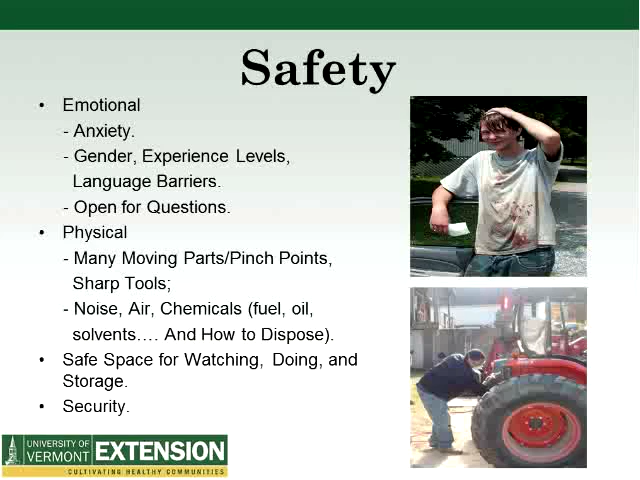 Safety
• Emotional
- Anxiety.
- Gender, Experience Levels,
Language Barriers.
- Open for Questions.
• Physical
- Many Moving Parts/Pinch Points,
Sharp Tools;
- Noise, Air, Chemicals (fuel, oil,
solvents…. And How to Dispose).
• Safe Space for Watching, Doing, and
Storage.
• Security.
UNIVERSITY OF
VERMONT
EXTENSION
CULTIVATING HEALTHY COMMUNITIES